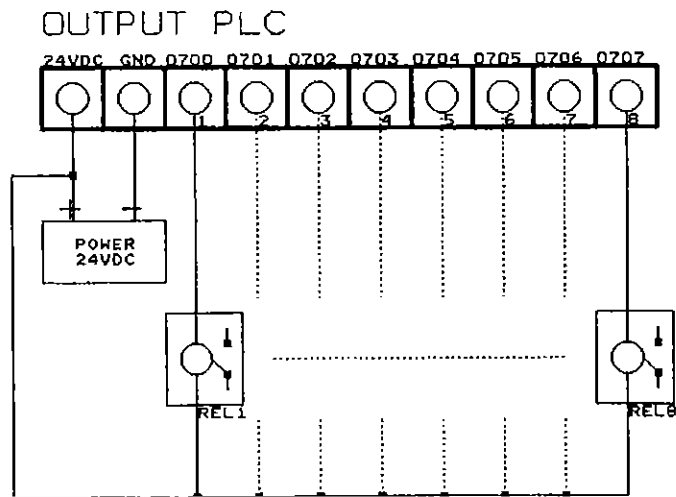 OUTPUT PLC
24VDC GND 0700 0701 0702 0703 0704 0705 0706 0707
1 2 3 4 5 6 7 8
+ -
POWER
24VDC
REL1 REL8